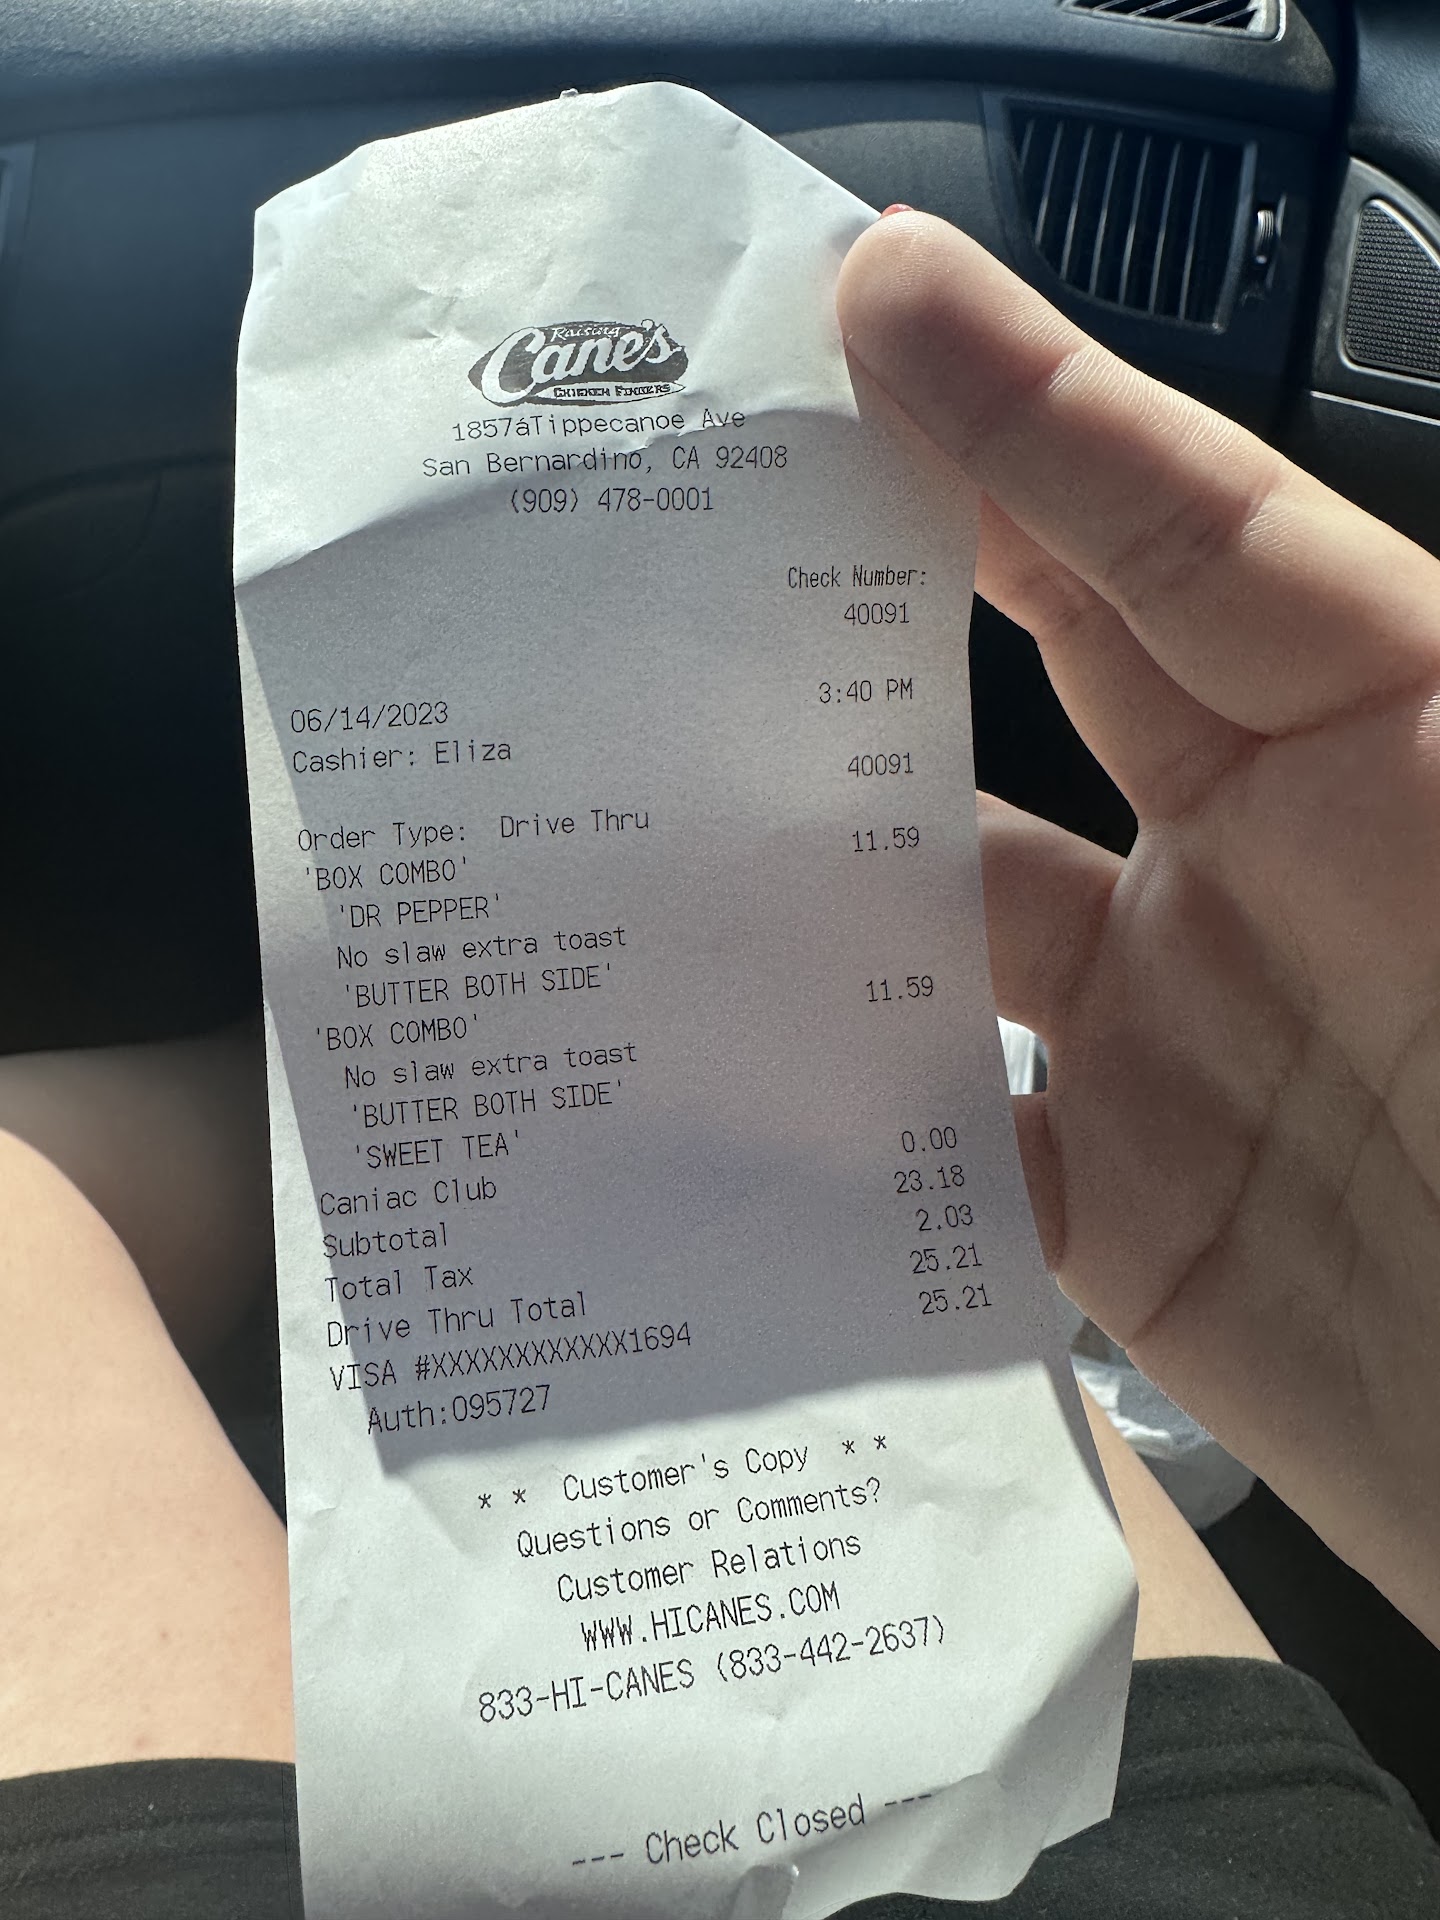 Raising
Cane's
CHICKEN FINGERS
1857áTippecanoe Ave
San Bernardino, CA 92408
(909) 478-0001
Check Number:
40091
06/14/2023 3:40 PM
Cashier: Eliza 40091
Order Type: Drive Thru
'BOX COMBO' 11.59
'DR PEPPER'
No slaw extra toast
'BUTTER BOTH SIDE'
'BOX COMBO' 11.59
No slaw extra toast
'BUTTER BOTH SIDE'
'SWEET TEA'
Caniac Club 0.00
Subtotal 23.18
Total Tax 2.03
Drive Thru Total 25.21
VISA #XXXXXXXXXXXX1694 25.21
Auth:095727
* * Customer's Copy * *
Questions or Comments?
Customer Relations
WWW.HICANES.COM
833-HI-CANES (833-442-2637)
--- Check Closed ---